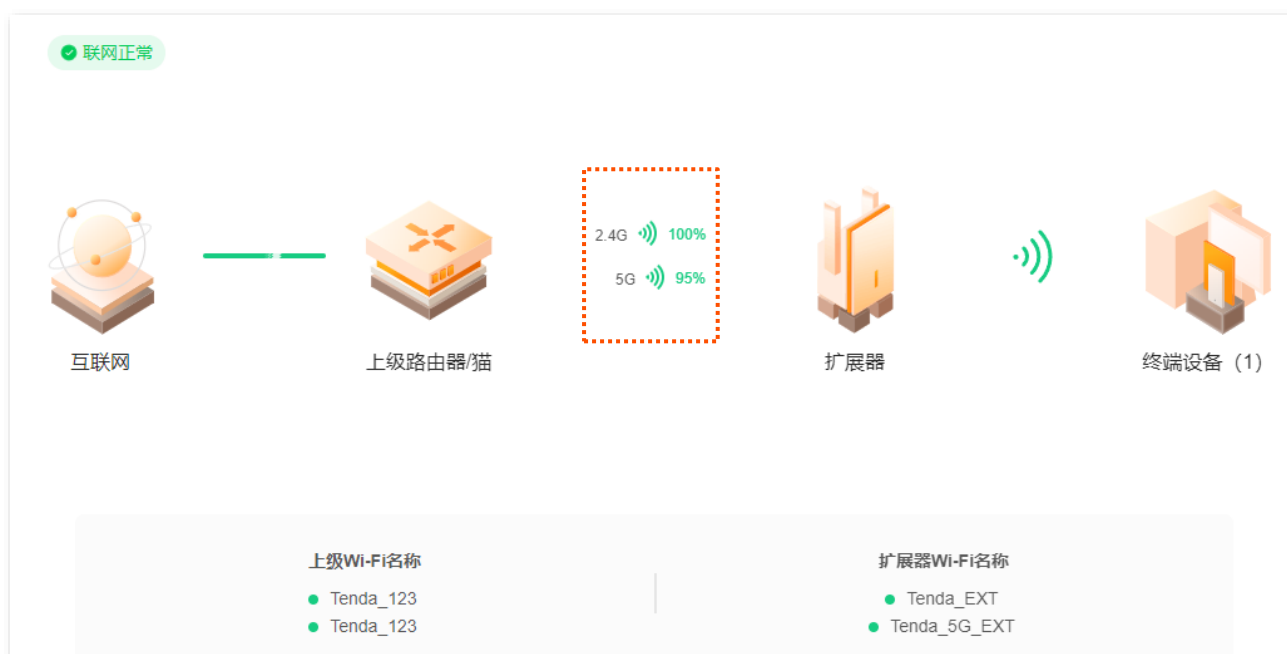 联网正常
2.4G 100%
5G 95%
互联网
上级路由器/猫
扩展器
终端设备（1）
上级Wi-Fi名称
扩展器Wi-Fi名称
Tenda_123
Tenda_EXT
Tenda_123
Tenda_5G_EXT